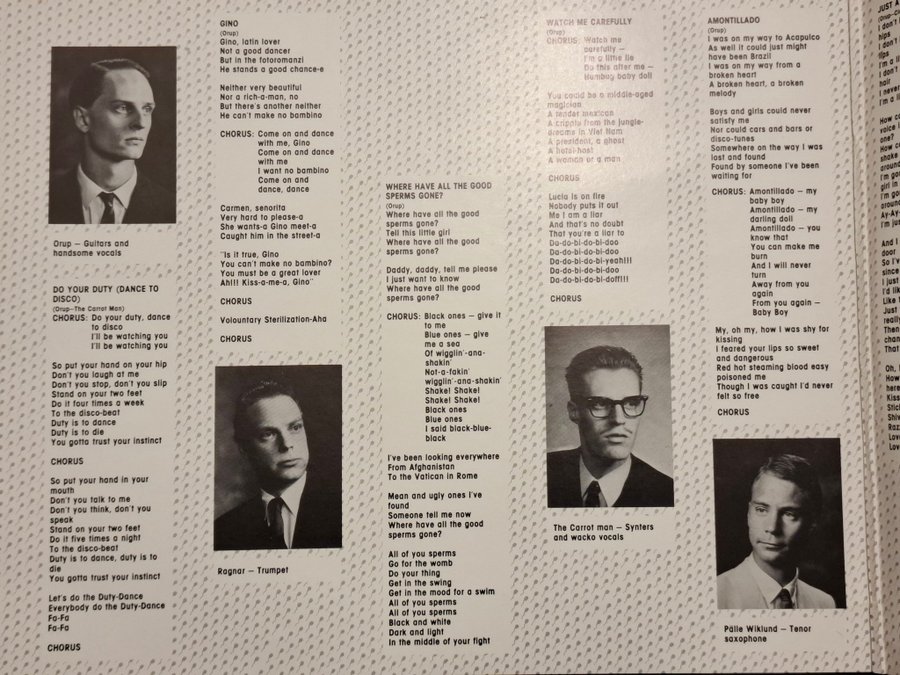 Orup — Guitars and
handsome vocals
DO YOUR DUTY (DANCE TO
DISCO)
(Orup-The Carrot Man)
CHORUS: Do your duty, dance
to disco
I'll be watching you
I'll be watching you
So put your hand on your hip
Don't you laugh at me
Don't you stop, don't you slip
Stand on your two feet
Do it four times a week
To the disco-beat
Duty is to dance
Duty is to die
You gotta trust your instinct
CHORUS
So put your hand in your
mouth
Don't you talk to me
Don't you think, don't you
speak
Stand on your two feet
Do it five times a night
To the disco-beat
Duty is to dance, duty is to
die
You gotta trust your instinct
Let's do the Duty-Dance
Everybody do the Duty-Dance
Fa-Fa
Fa-Fa
CHORUS
GINO
(Orup)
Gino, latin lover
Not a good dancer
But in the fotoromanzi
He stands a good chance-e
Neither very beautiful
Nor a rich-a-man, no
But there's another neither
He can't make no bambino
CHORUS: Come on and dance
with me, Gino
Come on and dance
with me
I want no bambino
Come on and
dance, dance
Carmen, senorita
Very hard to please-a
She wants-a Gino meet-a
Caught him in the street-a
"Is it true, Gino
You can't make no bambino?
You must be a great lover
Ah!!! Kiss-a-me-a, Gino"
CHORUS
Volountary Sterilization-Aha
CHORUS
Ragnar — Trumpet
WHERE HAVE ALL THE GOOD
SPERMS GONE?
(Orup)
Where have all the good
sperms gone?
Tell this little girl
Where have all the good
sperms gone?
Daddy, daddy, tell me please
I just want to know
Where have all the good
sperms gone?
CHORUS: Black ones — give it
to me
Blue ones — give
me a sea
Of wigglin'-ana-
shakin'
Not-a-fakin'
wigglin'-ana-shakin'
Shake! Shake!
Shake! Shake!
Black ones
Blue ones
I said black-blue-
black
I've been looking everywhere
From Afghanistan
To the Vatican in Rome
Mean and ugly ones I've
found
Someone tell me now
Where have all the good
sperms gone?
All of you sperms
Go for the womb
Do your thing
Get in the swing
Get in the mood for a swim
All of you sperms
All of you sperms
Black and white
Dark and light
In the middle of your fight
WATCH ME CAREFULLY
(Orup)
CHORUS: Watch me
carefully —
I'm a little lie
Do this after me —
Humbug baby doll
You could be a middle-aged
magician
A tender mexican
A cripple from the jungle-
dreams in Viet Nam
A president, a ghost
A hotel-host
A woman or a man
CHORUS
Lucia is on fire
Nobody puts it out
Me I am a liar
And that's no doubt
That you're a liar to
Da-do-bi-do-bi-doo
Da-do-bi-do-bi-doo
Da-do-bi-do-bi-yeah!!!
Da-do-bi-do-bi-doo
Da-do-bi-do-bi-doff!!!
CHORUS
The Carrot man — Synters
and wacko vocals
AMONTILLADO
(Orup)
I was on my way to Acapulco
As well it could just might
have been Brazil
I was on my way from a
broken heart
A broken heart, a broken
melody
Boys and girls could never
satisfy me
Nor could cars and bars or
disco-tunes
Somewhere on the way I was
lost and found
Found by someone I've been
waiting for
CHORUS: Amontillado — my
baby boy
Amontillado — my
darling doll
Amontillado — you
know that
You can make me
burn
And I will never
turn
Away from you
again
From you again —
Baby Boy
My, oh my, how I was shy for
kissing
I feared your lips so sweet
and dangerous
Red hot steaming blood easy
poisoned me
Though I was caught I'd never
felt so free
CHORUS
Pälle Wiklund — Tenor
saxophone